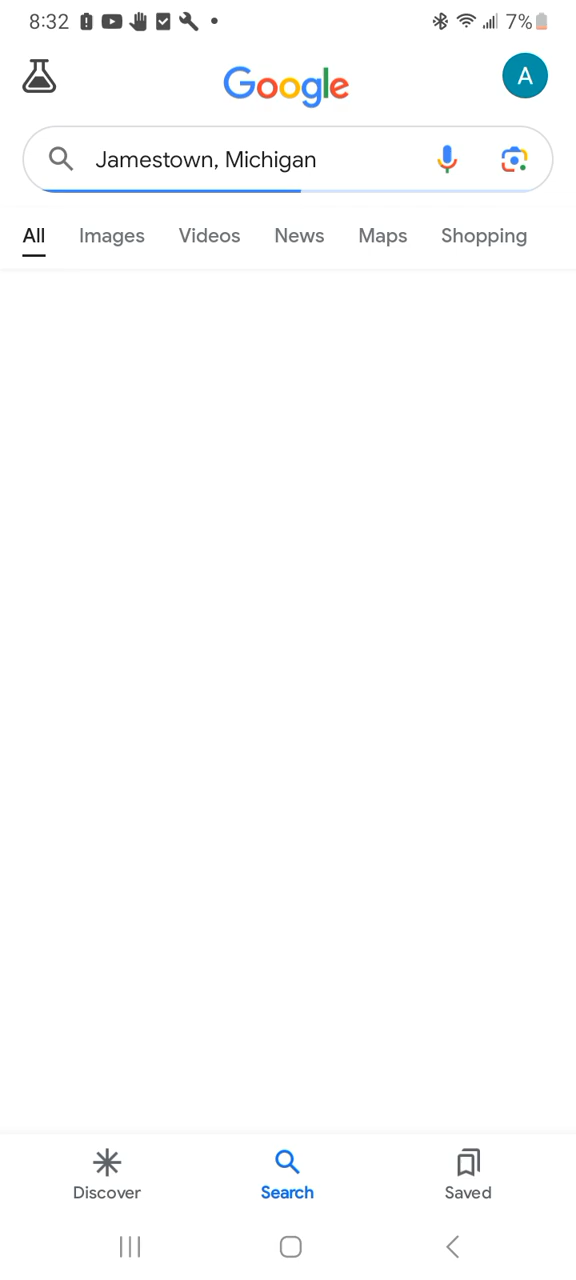 8:32 7%
Google A
Jamestown, Michigan
All Images Videos News Maps Shopping
Discover Search Saved